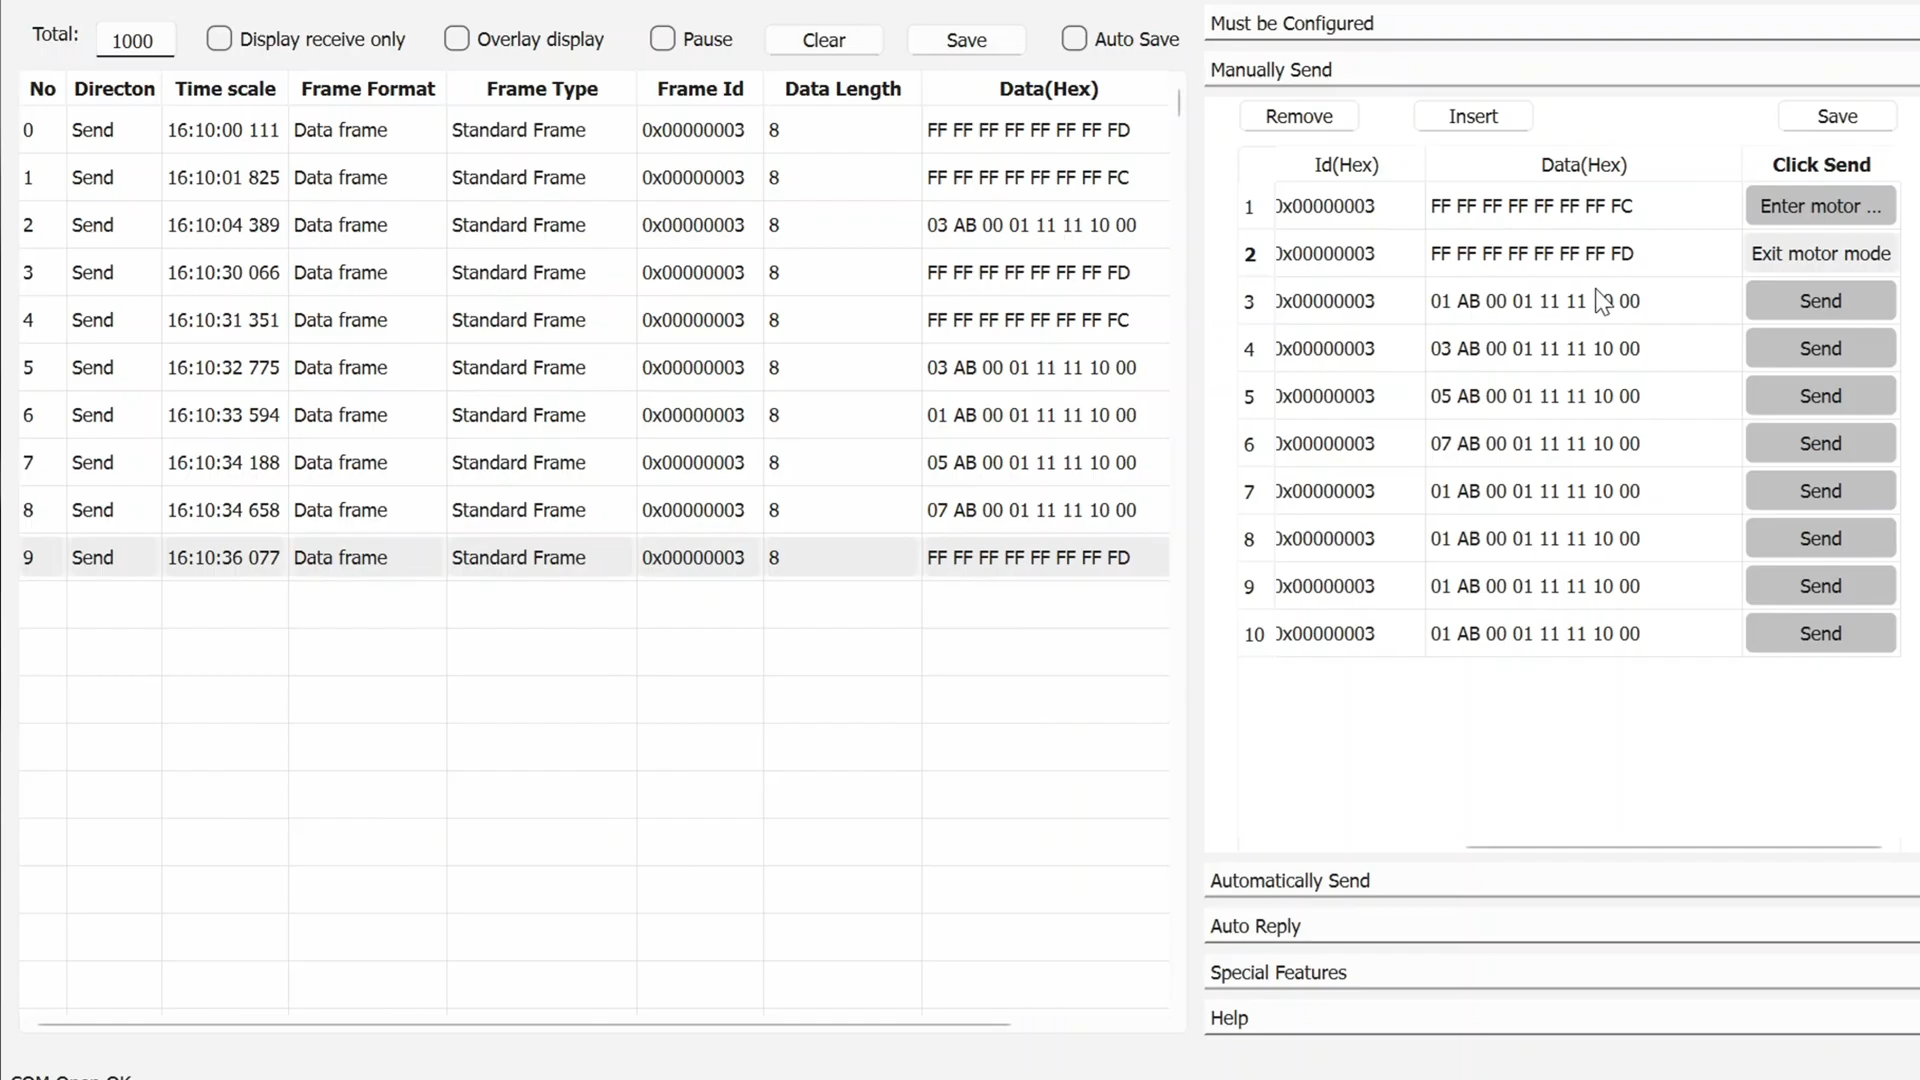 Total: 1000 Display receive only Overlay display Pause Clear Save Auto Save
No Directon Time scale Frame Format Frame Type Frame Id Data Length Data(Hex)
0 Send 16:10:00 111 Data frame Standard Frame 0x00000003 8 FF FF FF FF FF FF FF FD
1 Send 16:10:01 825 Data frame Standard Frame 0x00000003 8 FF FF FF FF FF FF FF FC
2 Send 16:10:04 389 Data frame Standard Frame 0x00000003 8 03 AB 00 01 11 11 10 00
3 Send 16:10:30 066 Data frame Standard Frame 0x00000003 8 FF FF FF FF FF FF FF FD
4 Send 16:10:31 351 Data frame Standard Frame 0x00000003 8 FF FF FF FF FF FF FF FC
5 Send 16:10:32 775 Data frame Standard Frame 0x00000003 8 03 AB 00 01 11 11 10 00
6 Send 16:10:33 594 Data frame Standard Frame 0x00000003 8 01 AB 00 01 11 11 10 00
7 Send 16:10:34 188 Data frame Standard Frame 0x00000003 8 05 AB 00 01 11 11 10 00
8 Send 16:10:34 658 Data frame Standard Frame 0x00000003 8 07 AB 00 01 11 11 10 00
9 Send 16:10:36 077 Data frame Standard Frame 0x00000003 8 FF FF FF FF FF FF FF FD
Must be Configured
Manually Send
Remove Insert Save
Id(Hex) Data(Hex) Click Send
1 0x00000003 FF FF FF FF FF FF FF FC Enter motor ...
2 0x00000003 FF FF FF FF FF FF FF FD Exit motor mode
3 0x00000003 01 AB 00 01 11 11 00 Send
4 0x00000003 03 AB 00 01 11 11 10 00 Send
5 0x00000003 05 AB 00 01 11 11 10 00 Send
6 0x00000003 07 AB 00 01 11 11 10 00 Send
7 0x00000003 01 AB 00 01 11 11 10 00 Send
8 0x00000003 01 AB 00 01 11 11 10 00 Send
9 0x00000003 01 AB 00 01 11 11 10 00 Send
10 0x00000003 01 AB 00 01 11 11 10 00 Send
Automatically Send
Auto Reply
Special Features
Help
COM Open OK